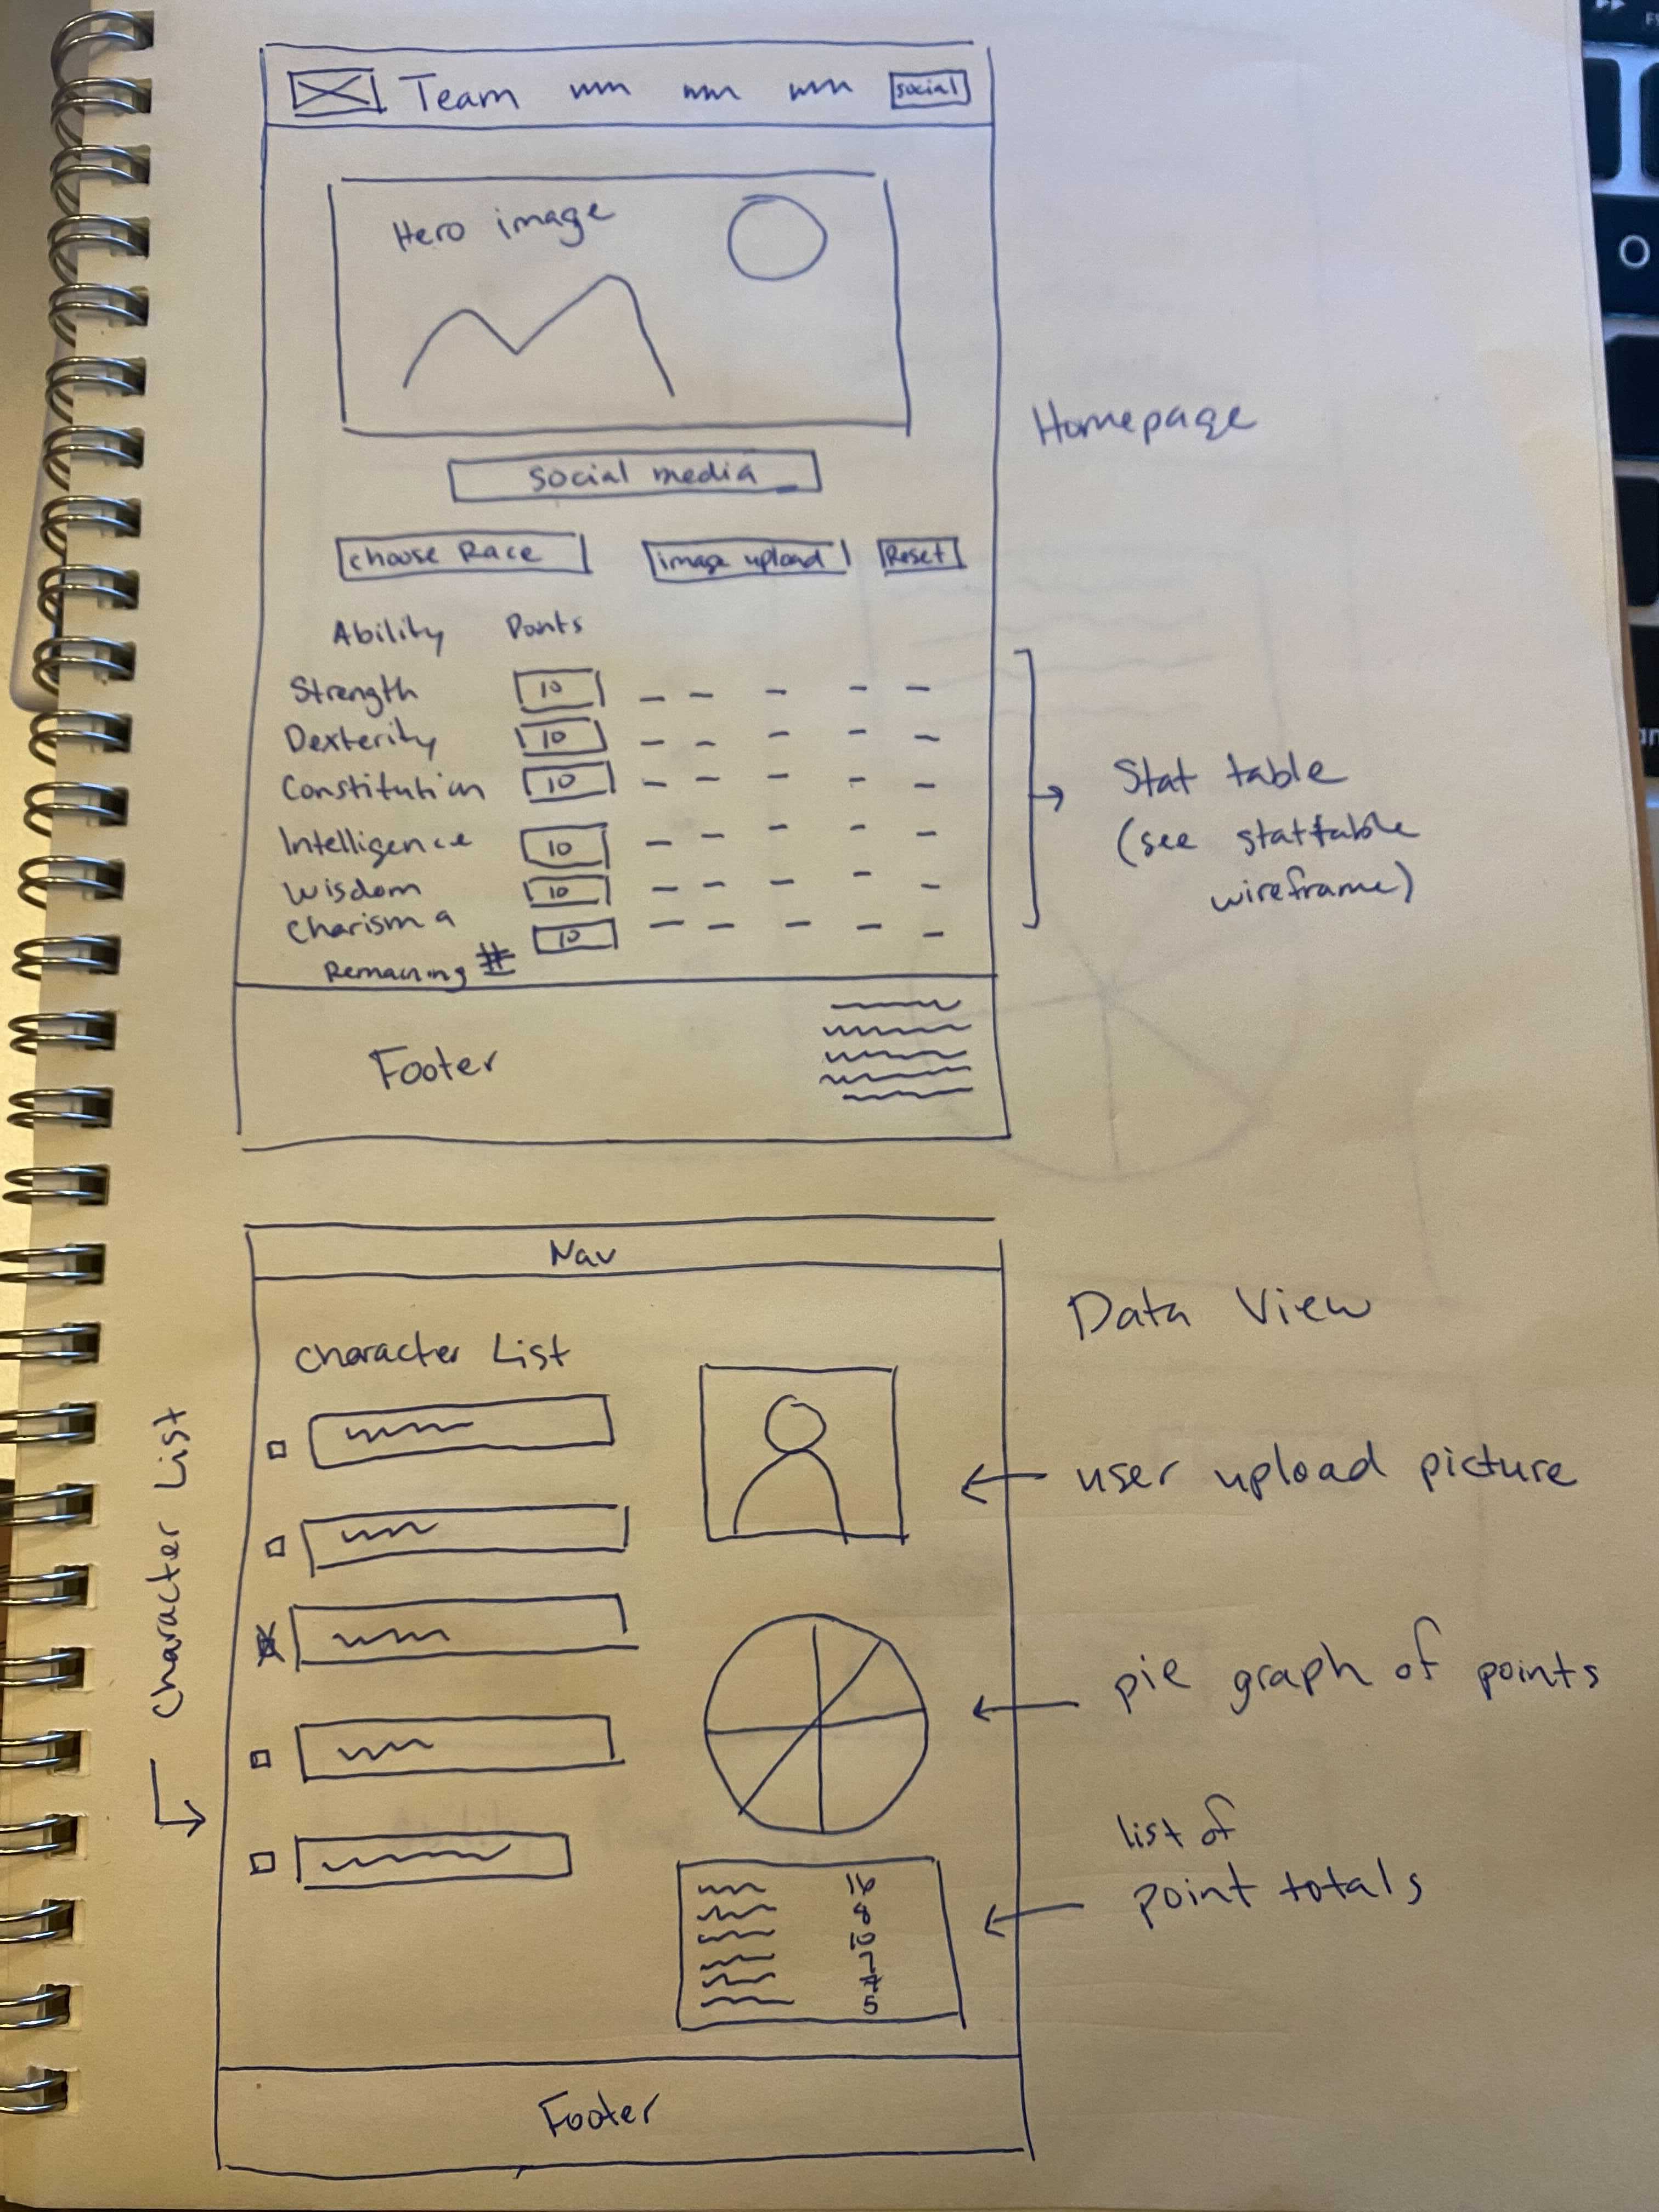 Team social
Hero image
social media
choose Race image upload Reset
Ability Points
Strength 10
Dexterity 10
Constitution 10
Intelligence 10
Wisdom 10
Charisma 10
Remaining #
Footer
Homepage
Stat table
(see stattable
wireframe)
Nav
Character List
Character List
16
8
10
7
#
5
Footer
Data View
user upload picture
pie graph of points
list of
point totals
O